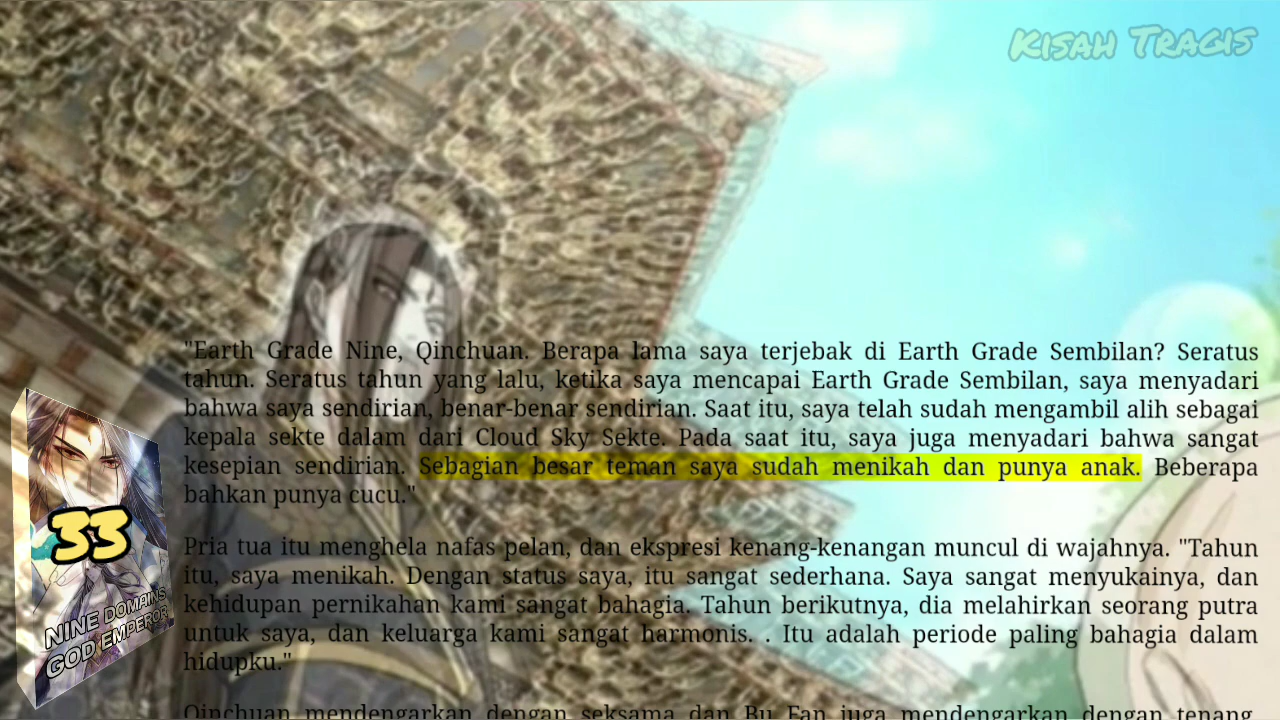 Kisah Tragis
"Earth Grade Nine, Qinchuan. Berapa lama saya terjebak di Earth Grade Sembilan? Seratus
tahun. Seratus tahun yang lalu, ketika saya mencapai Earth Grade Sembilan, saya menyadari
bahwa saya sendirian, benar-benar sendirian. Saat itu, saya telah sudah mengambil alih sebagai
kepala sekte dalam dari Cloud Sky Sekte. Pada saat itu, saya juga menyadari bahwa sangat
kesepian sendirian. Sebagian besar teman saya sudah menikah dan punya anak. Beberapa
bahkan punya cucu."
Pria tua itu menghela nafas pelan, dan ekspresi kenang-kenangan muncul di wajahnya. "Tahun
itu, saya menikah. Dengan status saya, itu sangat sederhana. Saya sangat menyukainya, dan
kehidupan pernikahan kami sangat bahagia. Tahun berikutnya, dia melahirkan seorang putra
untuk saya, dan keluarga kami sangat harmonis. . Itu adalah periode paling bahagia dalam
hidupku."
Qinchuan mendengarkan dengan seksama dan Bu Fan juga mendengarkan dengan tenang.
33
NINE DOMAINS
GOD EMPEROR